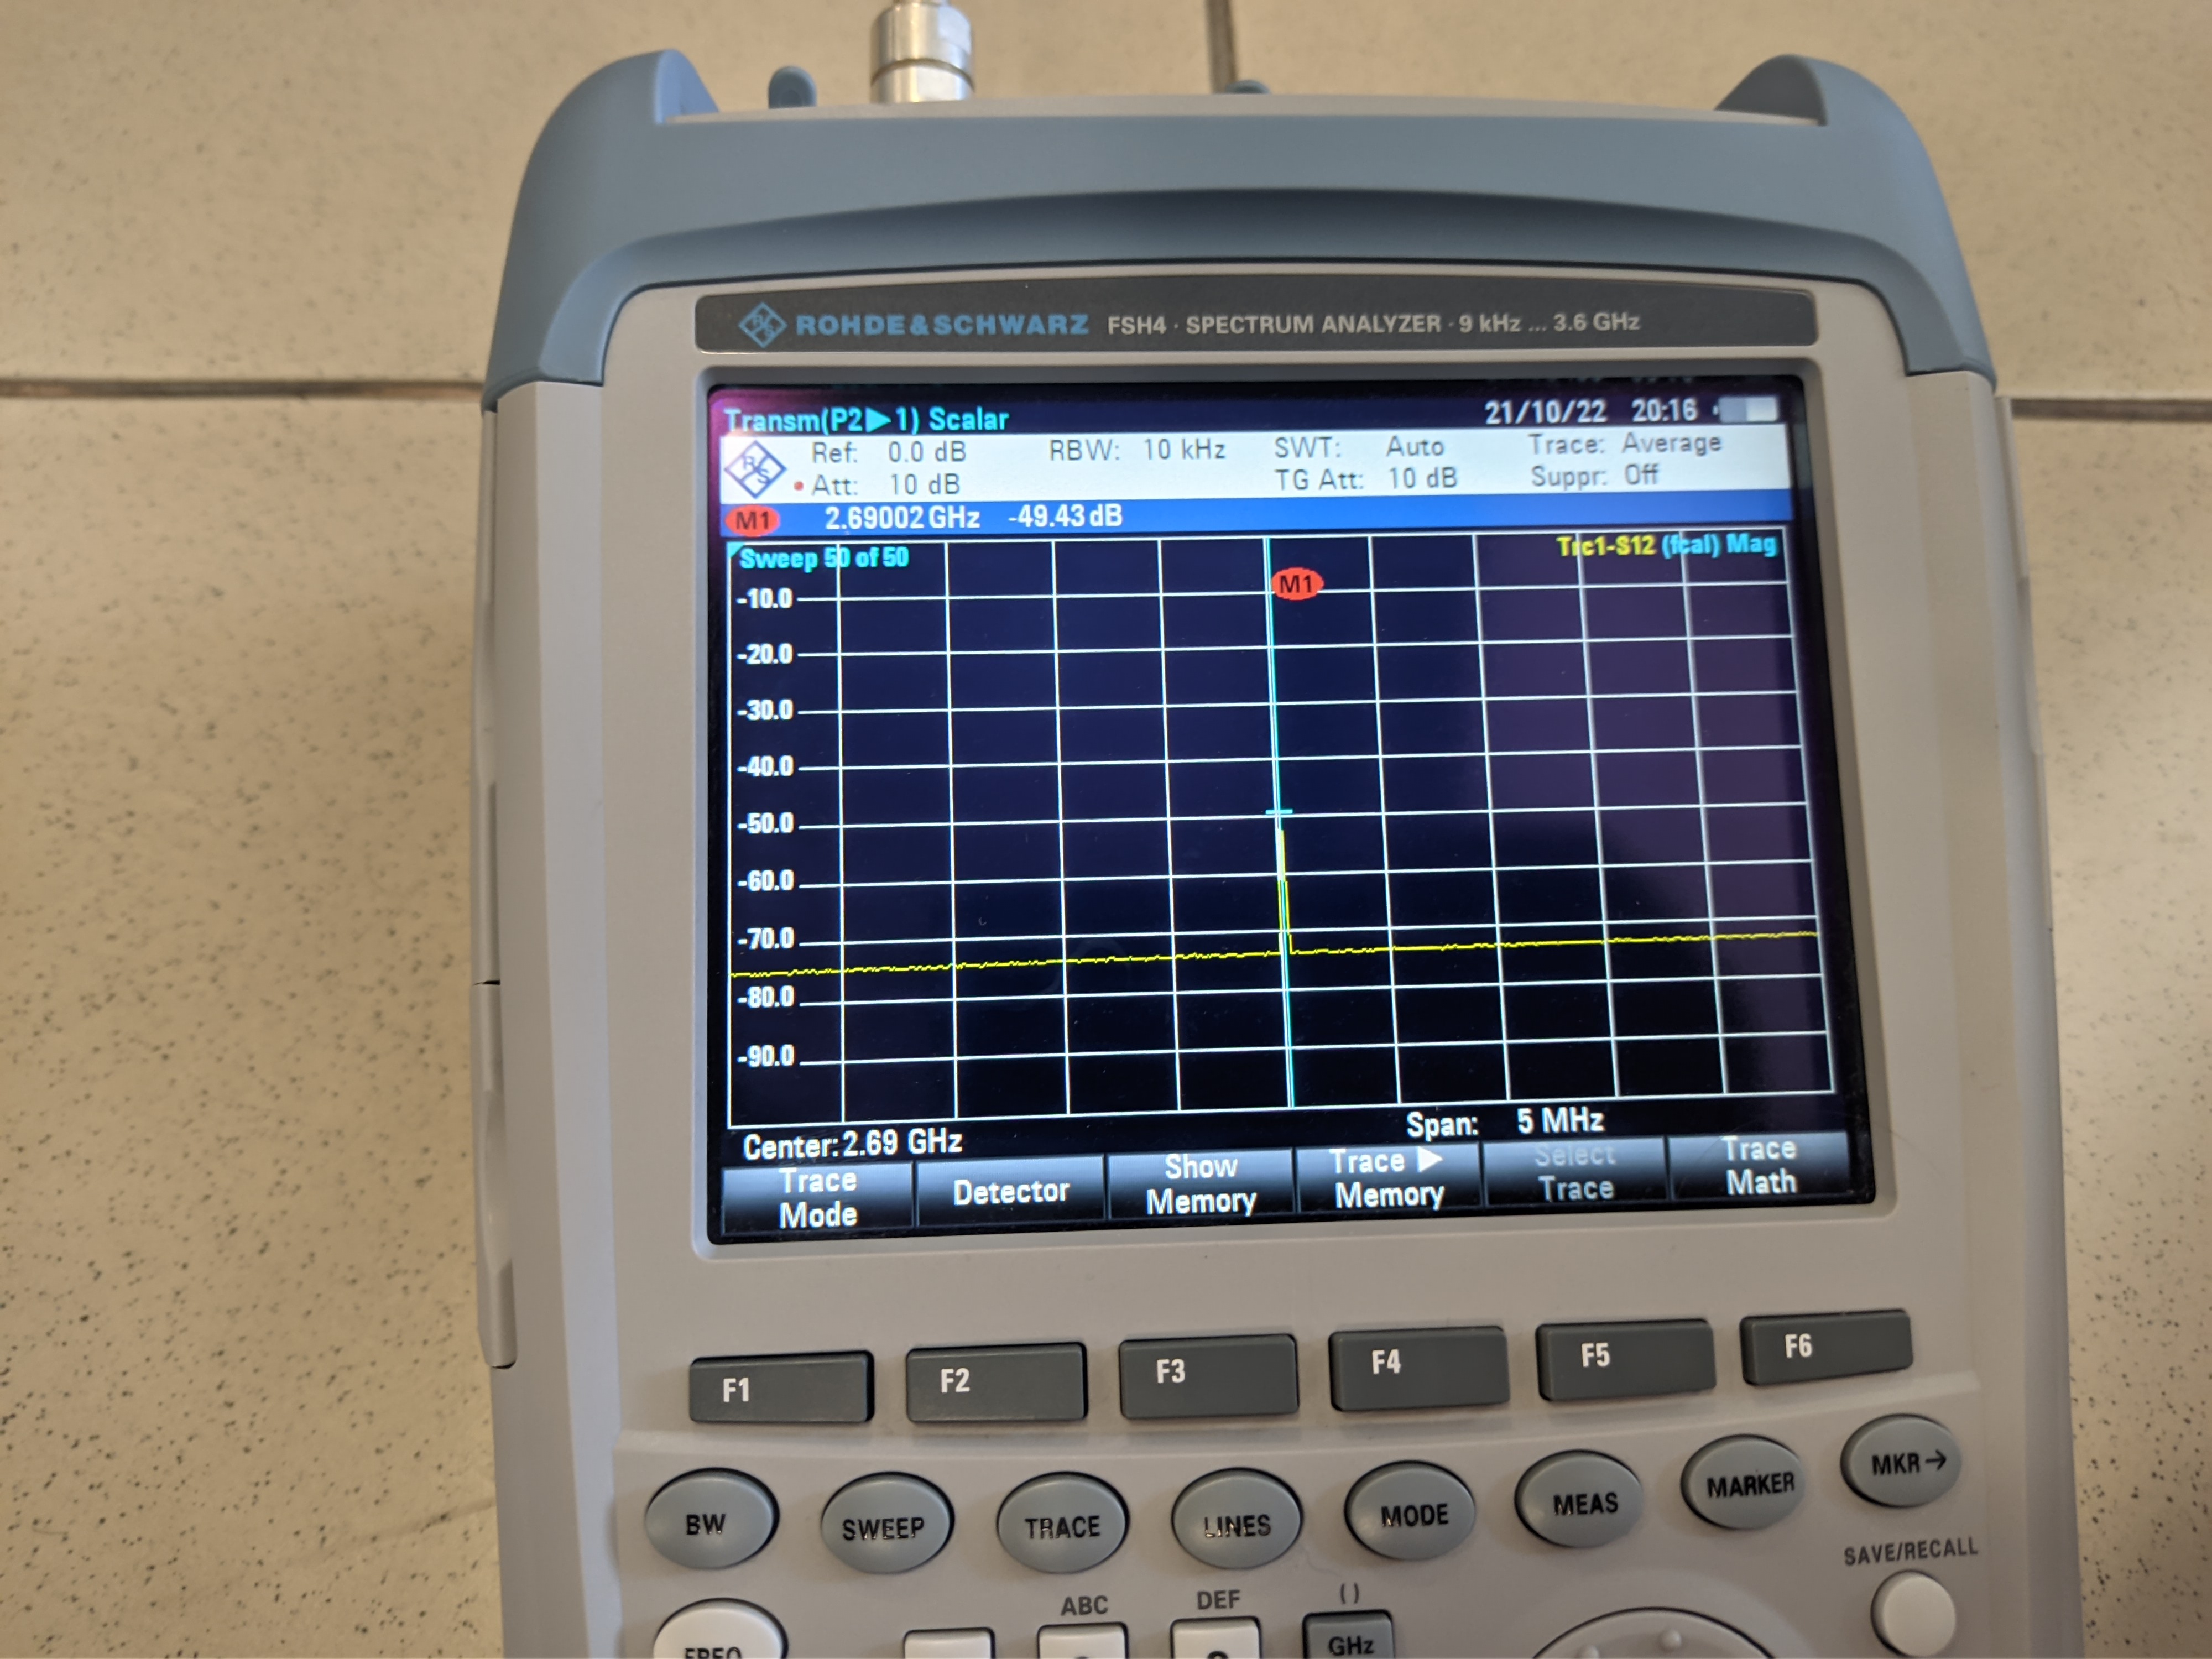 ROHDE&SCHWARZ FSH4 · SPECTRUM ANALYZER · 9 kHz ... 3.6 GHz
Transm(P2▶1) Scalar 21/10/22 20:16
Ref: 0.0 dB RBW: 10 kHz SWT: Auto Trace: Average
• Att: 10 dB TG Att: 10 dB Suppr: Off
M1 2.69002 GHz -49.43 dB
Sweep 50 of 50 Trc1-S12 (fcal) Mag
M1
-10.0
-20.0
-30.0
-40.0
-50.0
-60.0
-70.0
-80.0
-90.0
Center: 2.69 GHz Span: 5 MHz
Trace Mode
Detector
Show Memory
Trace ▶ Memory
Select Trace
Trace Math
F1 F2 F3 F4 F5 F6
BW SWEEP TRACE LINES MODE MEAS MARKER MKR→
SAVE/RECALL
ABC DEF ( )
FREQ GHz